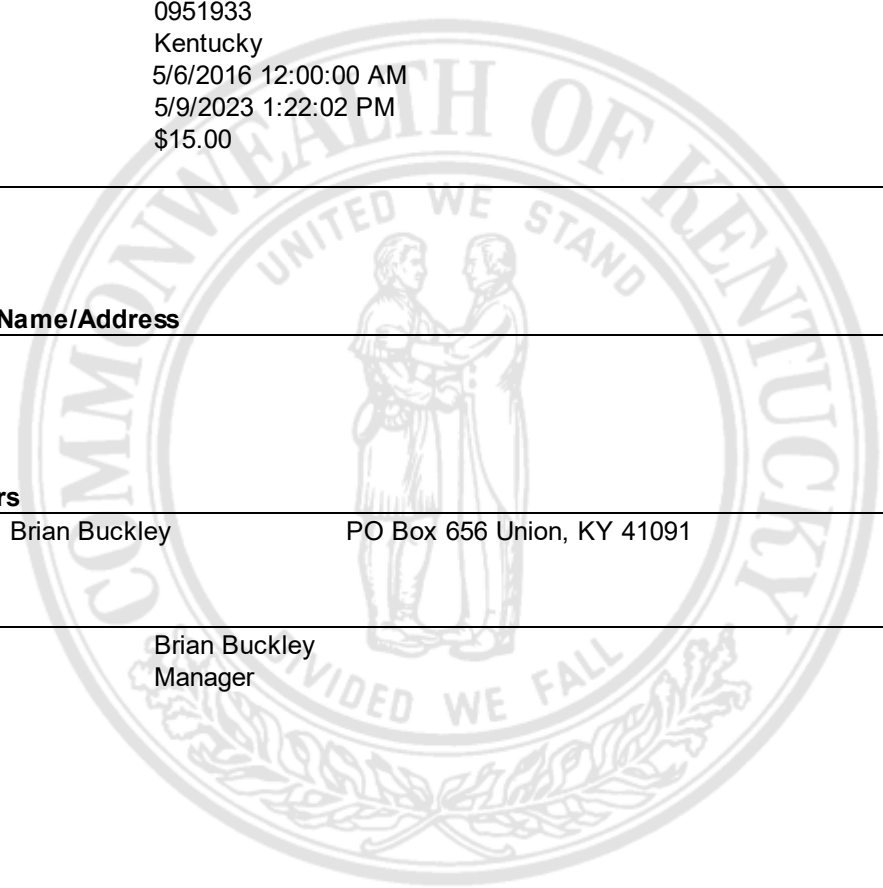 0951933
Kentucky
5/6/2016 12:00:00 AM
5/9/2023 1:22:02 PM
$15.00
COMMONWEALTH OF KENTUCKY
UNITED WE STAND
Name/Address
rs
Brian Buckley PO Box 656 Union, KY 41091
Brian Buckley
Manager
DIVIDED WE FALL